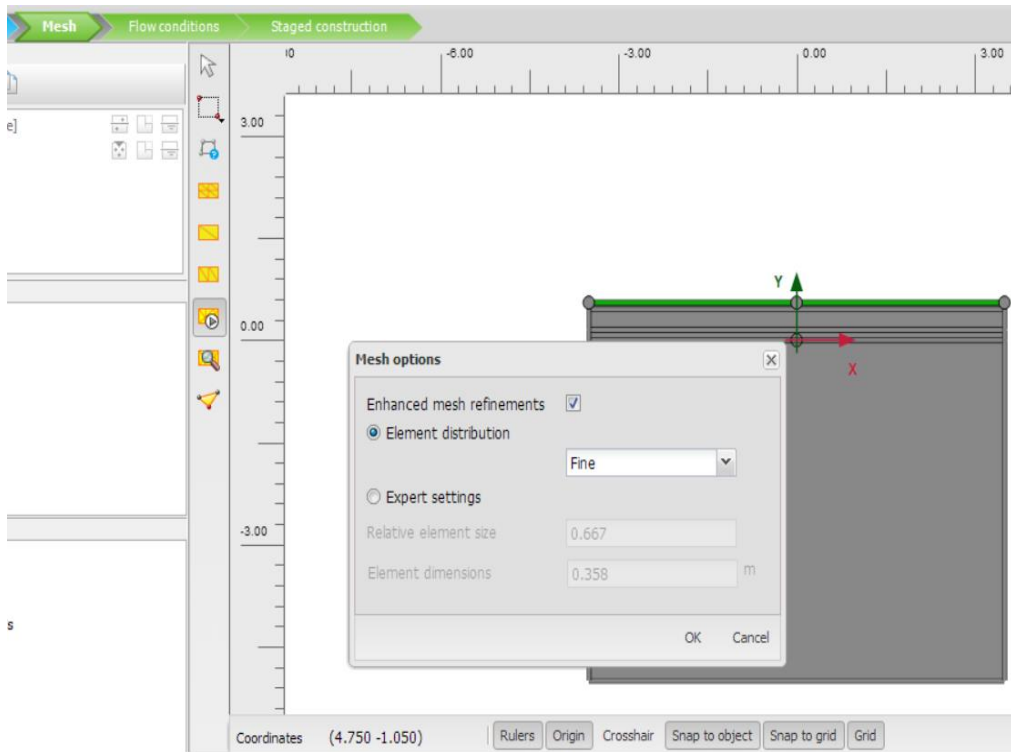 Mesh Flow conditions Staged construction
-6.00 -3.00 0.00 3.00
e]
3.00
Y
0.00
X
Mesh options
Enhanced mesh refinements
Element distribution
Fine
Expert settings
-3.00
Relative element size 0.667
Element dimensions 0.358 m
s
OK Cancel
Coordinates (4.750 -1.050) Rulers Origin Crosshair Snap to object Snap to grid Grid